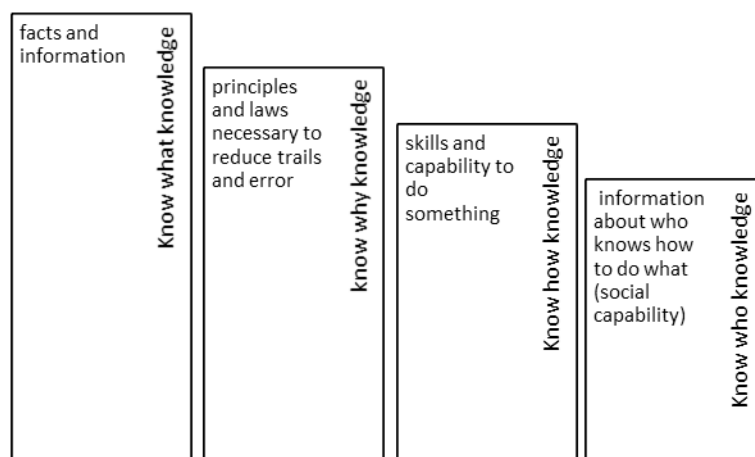 facts and
information
Know what knowledge
principles
and laws
necessary to
reduce trails
and error
know why knowledge
skills and
capability to
do
something
Know how knowledge
information
about who
knows how
to do what
(social
capability)
Know who knowledge